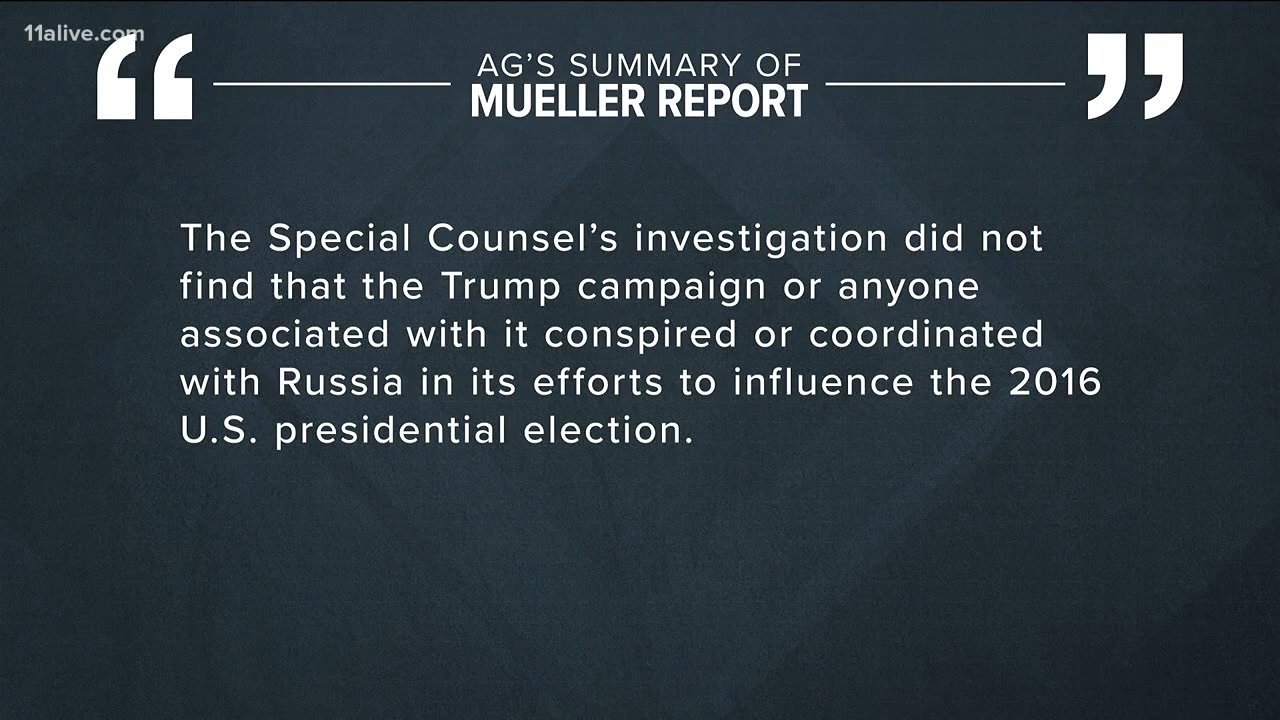 11alive.com
“ AG’S SUMMARY OF ”
MUELLER REPORT
The Special Counsel’s investigation did not
find that the Trump campaign or anyone
associated with it conspired or coordinated
with Russia in its efforts to influence the 2016
U.S. presidential election.